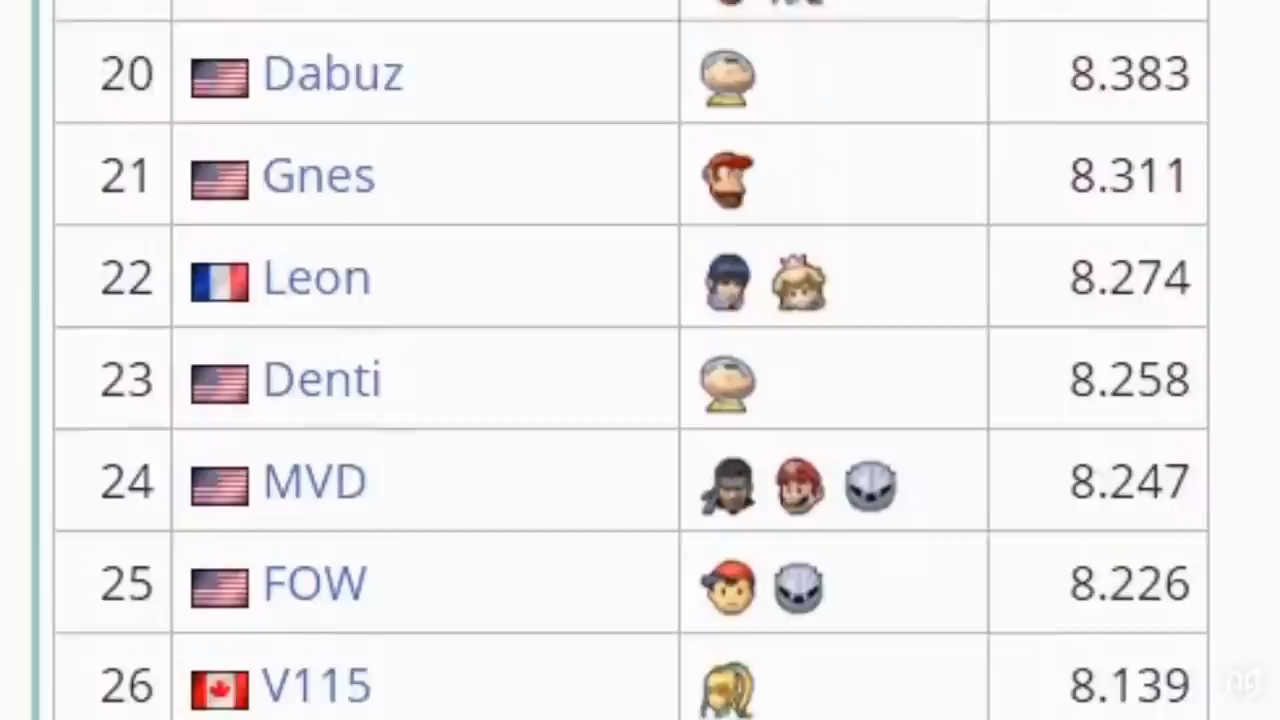 20 Dabuz 8.383
21 Gnes 8.311
22 Leon 8.274
23 Denti 8.258
24 MVD 8.247
25 FOW 8.226
26 V115 8.139